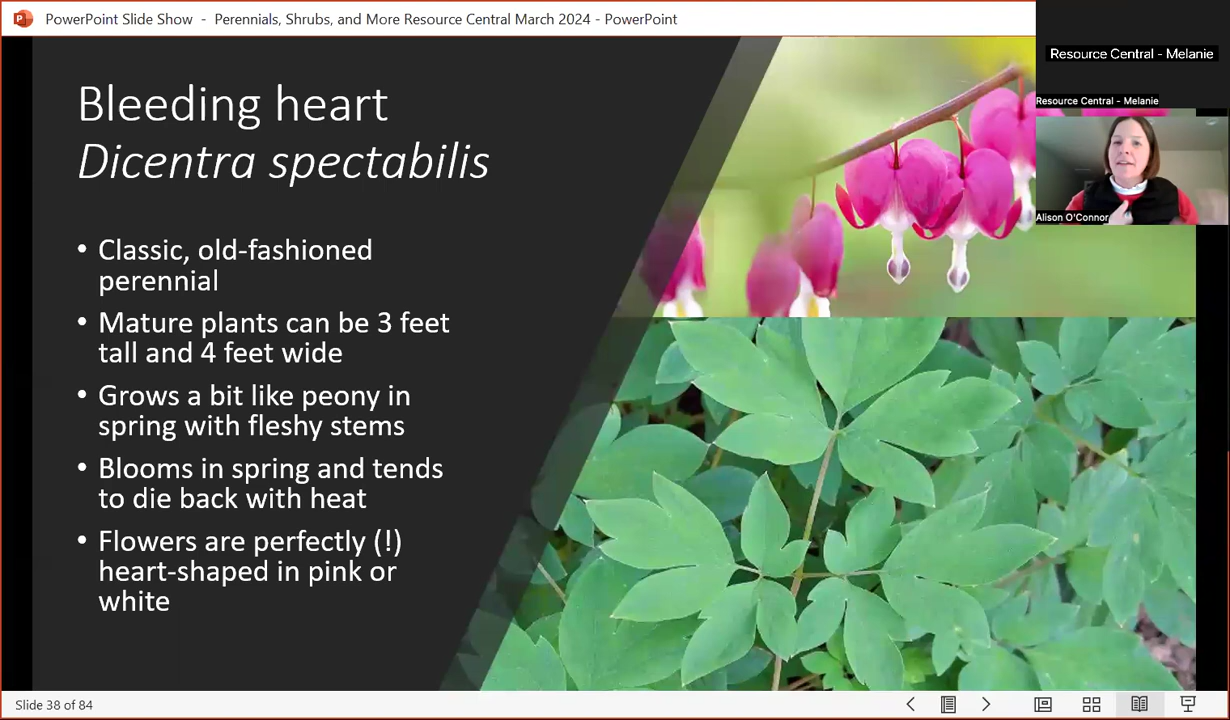 PowerPoint Slide Show - Perennials, Shrubs, and More Resource Central March 2024 - PowerPoint
Resource Central - Melanie
Resource Central - Melanie
Alison O'Connor
Bleeding heart
Dicentra spectabilis
• Classic, old-fashioned
perennial
• Mature plants can be 3 feet
tall and 4 feet wide
• Grows a bit like peony in
spring with fleshy stems
• Blooms in spring and tends
to die back with heat
• Flowers are perfectly (!)
heart-shaped in pink or
white
Slide 38 of 84